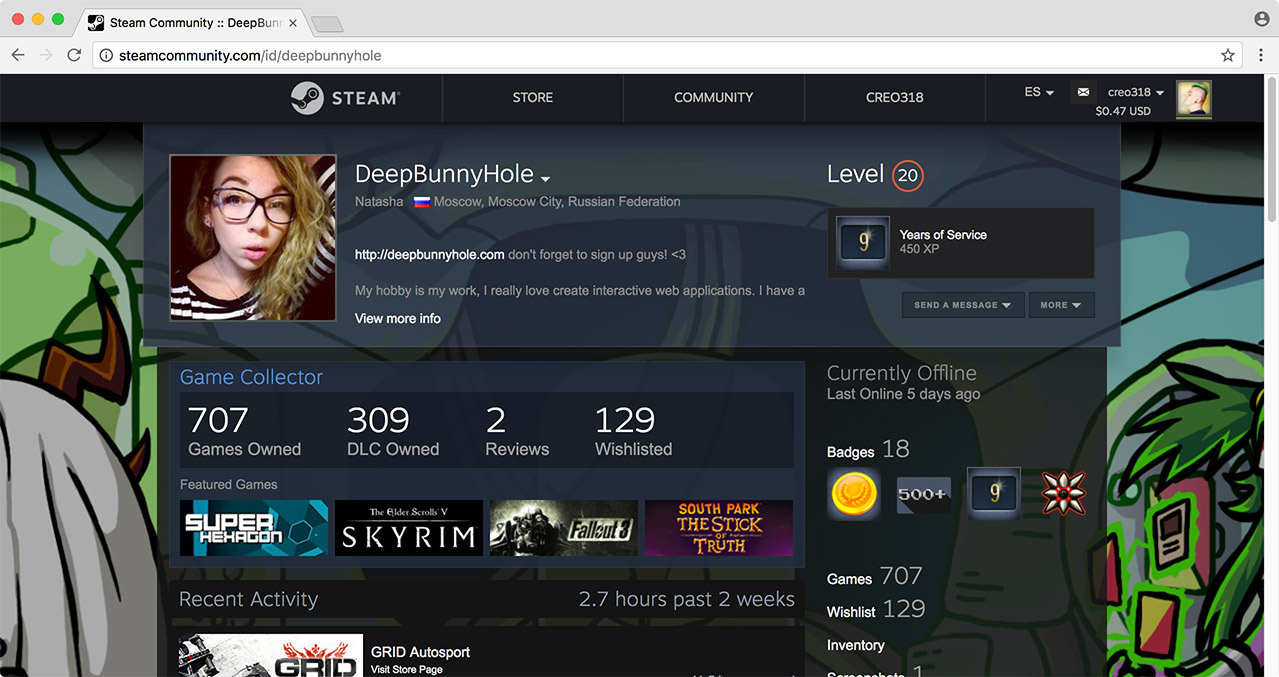 Steam Community :: DeepBunn
steamcommunity.com/id/deepbunnyhole
STEAM®
STORE
COMMUNITY
CREO318
ES
creo318
$0.47 USD
DeepBunnyHole
Natasha Moscow, Moscow City, Russian Federation
http://deepbunnyhole.com don't forget to sign up guys! <3
My hobby is my work, I really love create interactive web applications. I have a
View more info
Level 20
9
Years of Service
450 XP
SEND A MESSAGE
MORE
Game Collector
707 309 2 129
Games Owned DLC Owned Reviews Wishlisted
Featured Games
SUPER
HEXAGON
The Elder Scrolls V
SKYRIM
Fallout 3
SOUTH PARK
THE STICK
OF
TRUTH
Recent Activity 2.7 hours past 2 weeks
GRID
GRID Autosport
Visit Store Page
Currently Offline
Last Online 5 days ago
Badges 18
500+
9
Games 707
Wishlist 129
Inventory
Screenshots 1